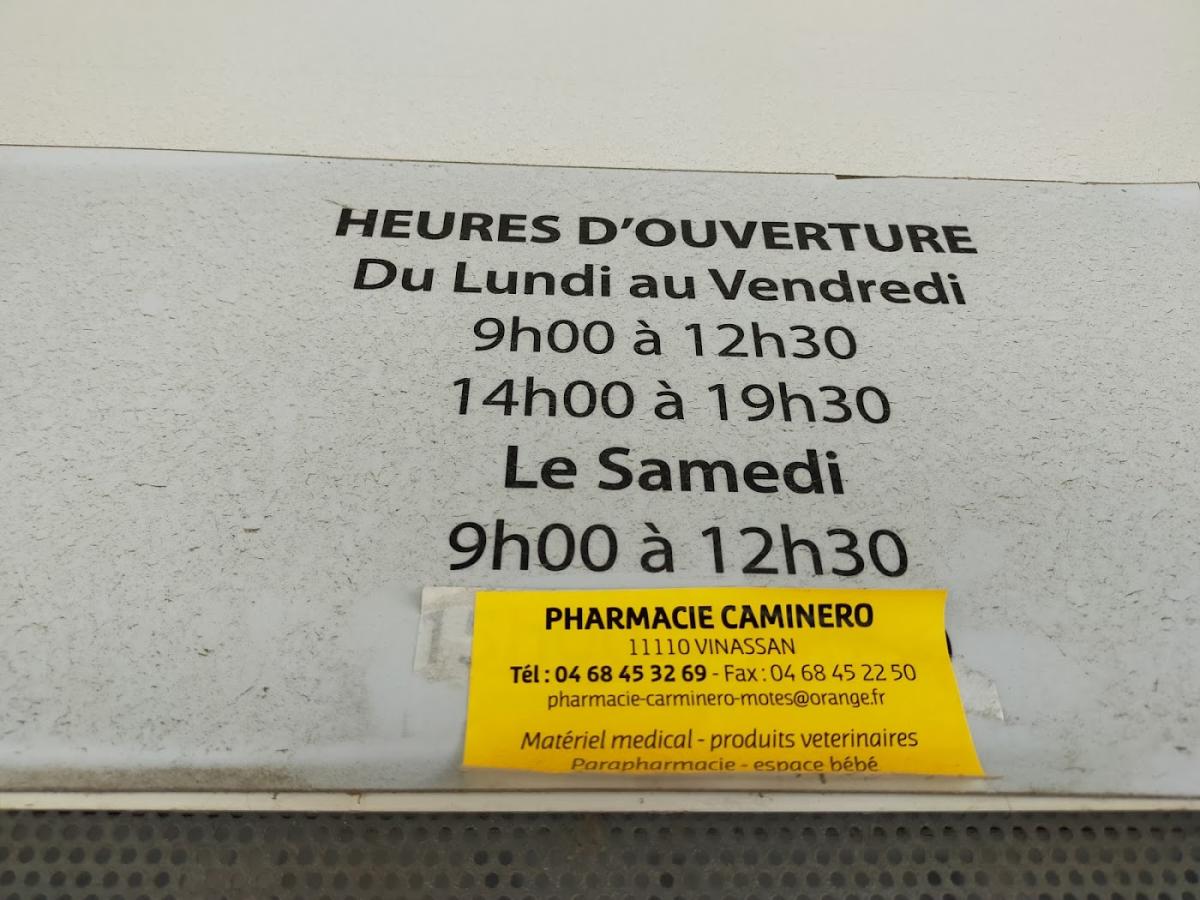 HEURES D'OUVERTURE
Du Lundi au Vendredi
9h00 à 12h30
14h00 à 19h30
Le Samedi
9h00 à 12h30
PHARMACIE CAMINERO
11110 VINASSAN
Tél : 04 68 45 32 69 - Fax : 04 68 45 22 50
pharmacie-carminero-motes@orange.fr
Matériel medical - produits veterinaires
Parapharmacie - espace bébé